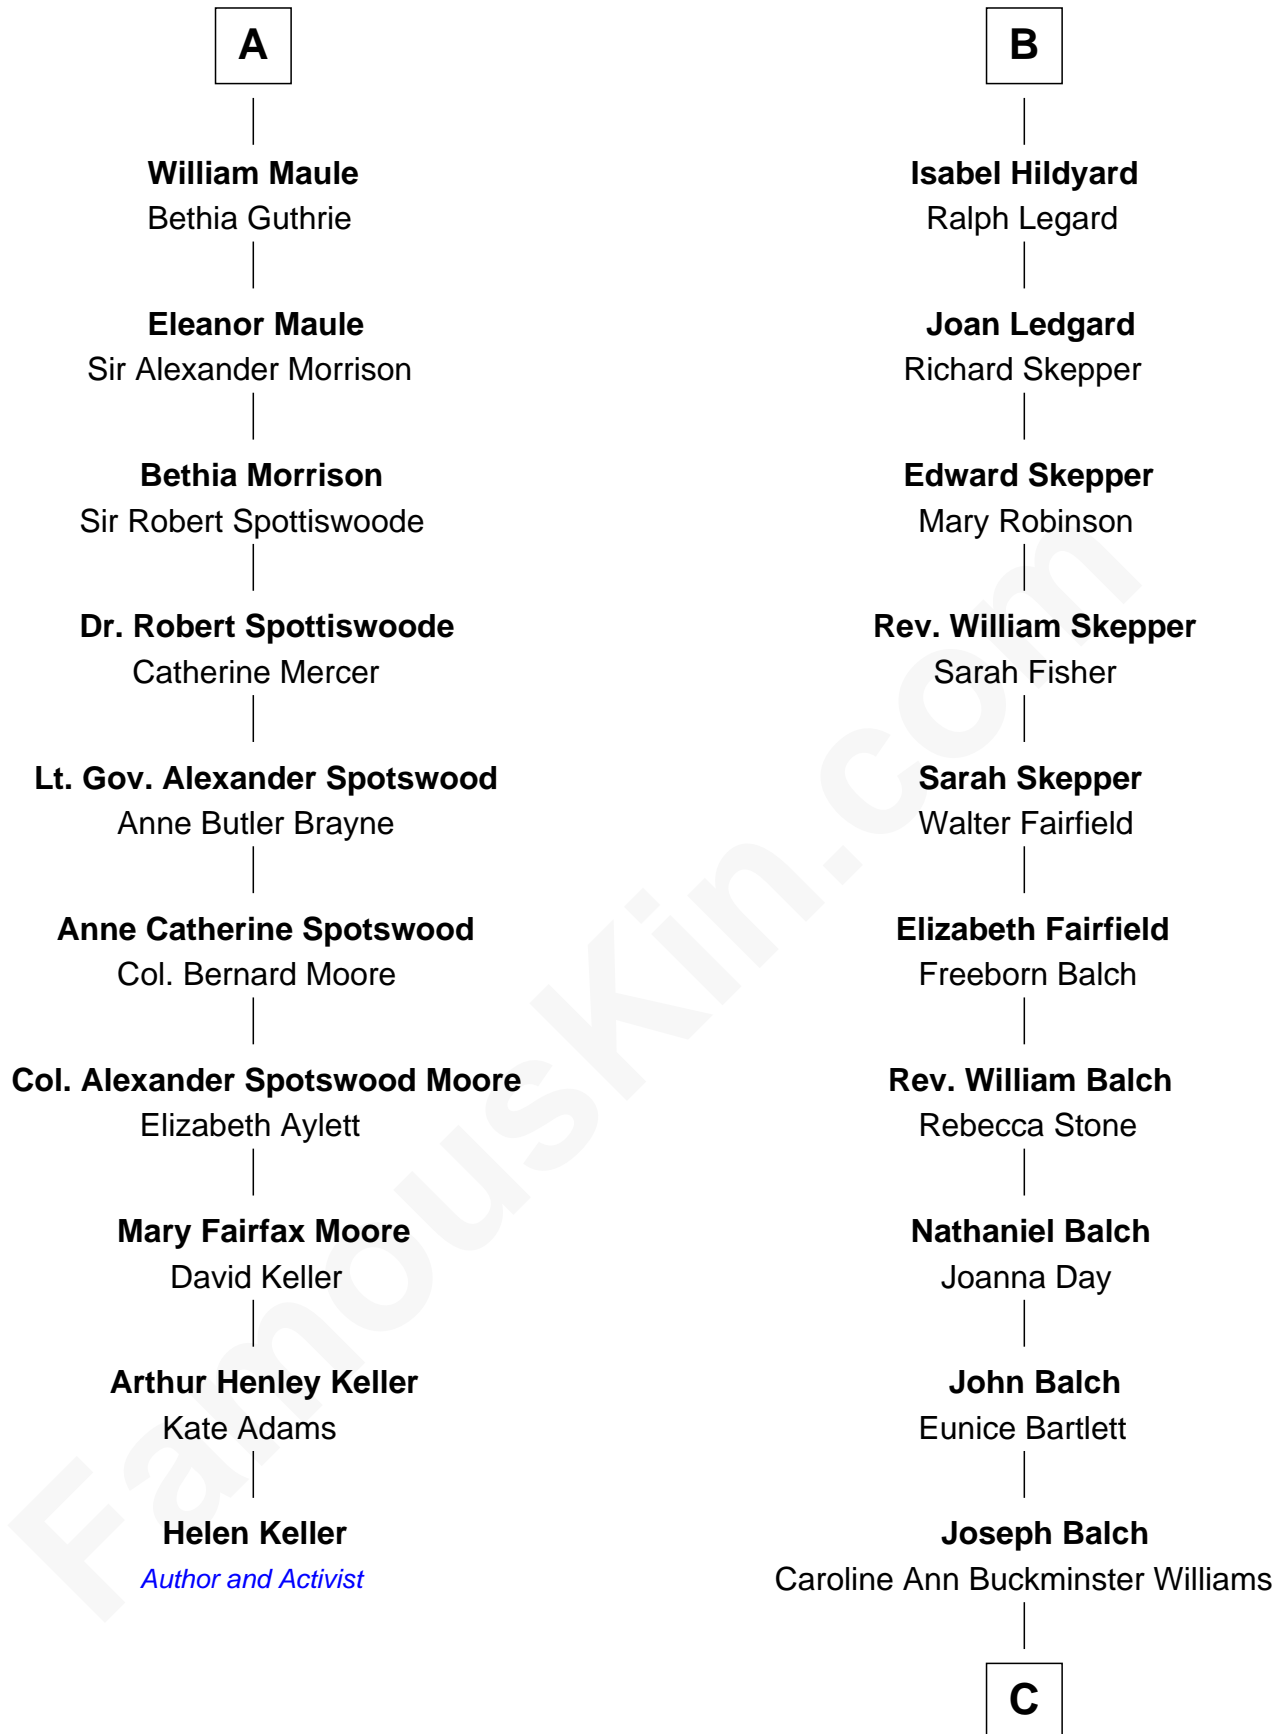 A
William Maule
Bethia Guthrie
Eleanor Maule
Sir Alexander Morrison
Bethia Morrison
Sir Robert Spottiswoode
Dr. Robert Spottiswoode
Catherine Mercer
Lt. Gov. Alexander Spotswood
Anne Butler Brayne
Anne Catherine Spotswood
Col. Bernard Moore
Col. Alexander Spotswood Moore
Elizabeth Aylett
Mary Fairfax Moore
David Keller
Arthur Henley Keller
Kate Adams
Helen Keller
Author and Activist
B
Isabel Hildyard
Ralph Legard
Joan Ledgard
Richard Skepper
Edward Skepper
Mary Robinson
Rev. William Skepper
Sarah Fisher
Sarah Skepper
Walter Fairfield
Elizabeth Fairfield
Freeborn Balch
Rev. William Balch
Rebecca Stone
Nathaniel Balch
Joanna Day
John Balch
Eunice Bartlett
Joseph Balch
Caroline Ann Buckminster Williams
C
FamousKin.com